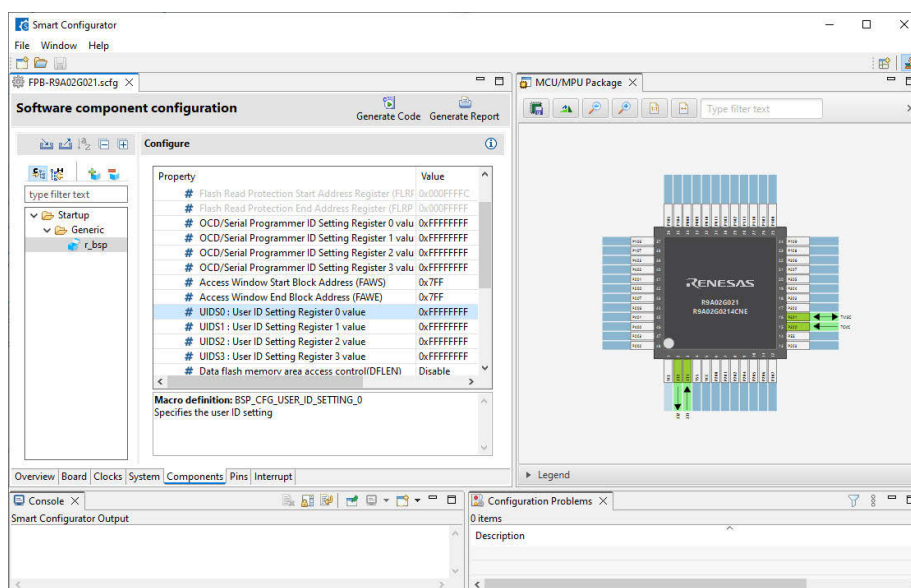 Smart Configurator
File Window Help
FPB-R9A02G021.scfg
Software component configuration
Generate Code Generate Report
Configure
type filter text
Startup
Generic
r_bsp
Property Value
Flash Read Protection Start Address Register (FLRP 0x000FFFFC
Flash Read Protection End Address Register (FLRP 0x000FFFFF
OCD/Serial Programmer ID Setting Register 0 valu 0xFFFFFFFF
OCD/Serial Programmer ID Setting Register 1 valu 0xFFFFFFFF
OCD/Serial Programmer ID Setting Register 2 valu 0xFFFFFFFF
OCD/Serial Programmer ID Setting Register 3 valu 0xFFFFFFFF
Access Window Start Block Address (FAWS) 0x7FF
Access Window End Block Address (FAWE) 0x7FF
UIDS0 : User ID Setting Register 0 value 0xFFFFFFFF
UIDS1 : User ID Setting Register 1 value 0xFFFFFFFF
UIDS2 : User ID Setting Register 2 value 0xFFFFFFFF
UIDS3 : User ID Setting Register 3 value 0xFFFFFFFF
Data flash memory area access control(DFLEN) Disable
Macro definition: BSP_CFG_USER_ID_SETTING_0
Specifies the user ID setting
Overview Board Clocks System Components Pins Interrupt
MCU/MPU Package
Type filter text
RENESAS
R9A02G021
R9A02G0214CNE
Legend
Console
Smart Configurator Output
Configuration Problems
0 items
Description